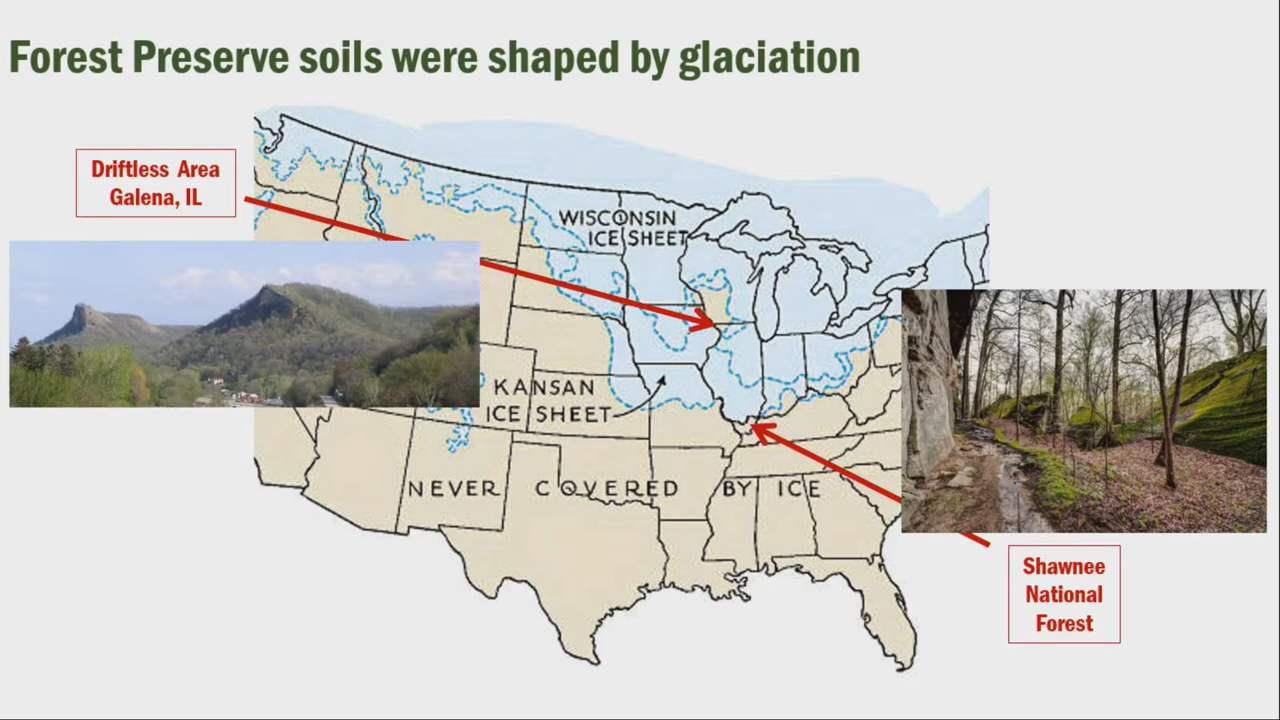 Forest Preserve soils were shaped by glaciation
Driftless Area
Galena, IL
WISCONSIN
ICE SHEET
KANSAN
ICE SHEET
NEVER COVERED BY ICE
Shawnee
National
Forest